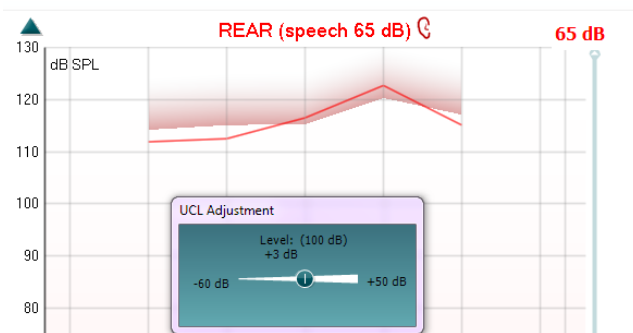 REAR (speech 65 dB)
65 dB
130
dB SPL
120
110
100
90
80
UCL Adjustment
Level: (100 dB)
+3 dB
-60 dB
+50 dB